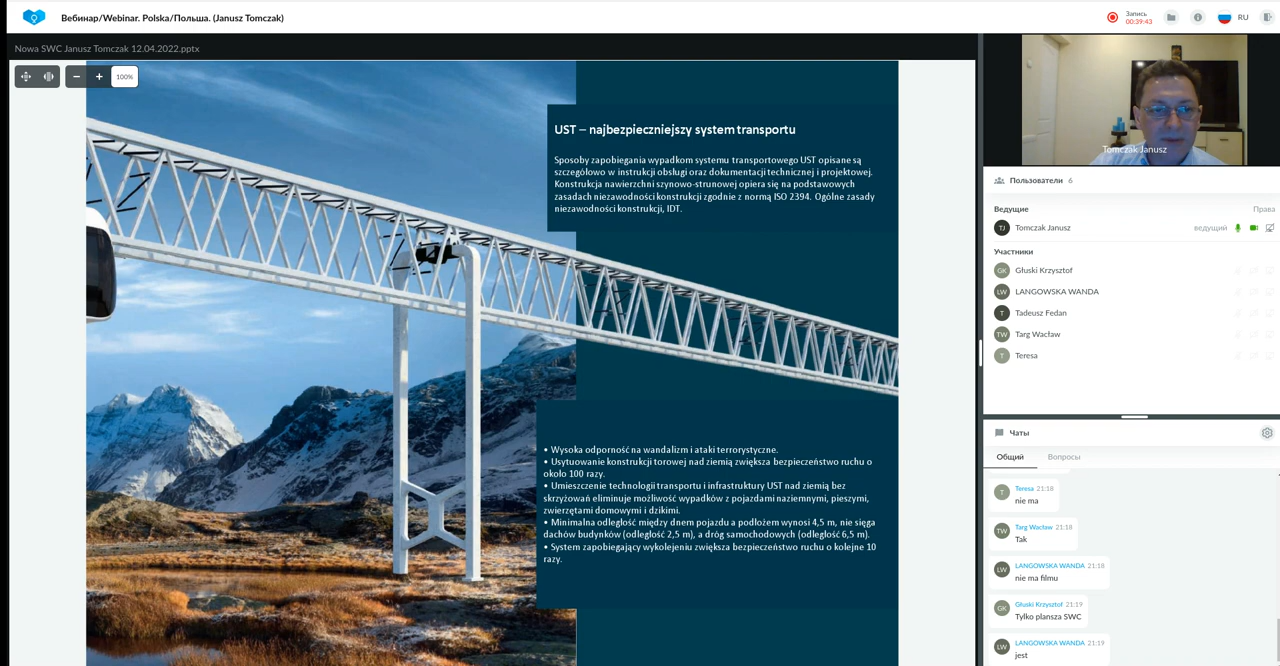 Вебинар/Webinar. Polska/Польша. (Janusz Tomczak)
Запись
00:39:43
RU
Nowa SWC Janusz Tomczak 12.04.2022.pptx
100%
UST – najbezpieczniejszy system transportu
Sposoby zapobiegania wypadkom systemu transportowego UST opisane są
szczegółowo w instrukcji obsługi oraz dokumentacji technicznej i projektowej.
Konstrukcja nawierzchni szynowo-strunowej opiera się na podstawowych
zasadach niezawodności konstrukcji zgodnie z normą ISO 2394. Ogólne zasady
niezawodności konstrukcji, IDT.
• Wysoka odporność na wandalizm i ataki terrorystyczne.
• Usytuowanie konstrukcji torowej nad ziemią zwiększa bezpieczeństwo ruchu o
około 100 razy.
• Umieszczenie technologii transportu i infrastruktury UST nad ziemią bez
skrzyżowań eliminuje możliwość wypadków z pojazdami naziemnymi, pieszymi,
zwierzętami domowymi i dzikimi.
• Minimalna odległość między dnem pojazdu a podłożem wynosi 4,5 m, nie sięga
dachów budynków (odległość 2,5 m), a dróg samochodowych (odległość 6,5 m).
• System zapobiegający wykolejeniu zwiększa bezpieczeństwo ruchu o kolejne 10
razy.
Tomczak Janusz
Пользователи 6
Ведущие Права
TJ Tomczak Janusz ведущий
Участники
GK Głuski Krzysztof
LW LANGOWSKA WANDA
T Tadeusz Fedan
TW Targ Wacław
T Teresa
Чаты
Общий Вопросы
T Teresa 21:18
nie ma
TW Targ Wacław 21:18
Tak
LW LANGOWSKA WANDA 21:18
nie ma filmu
GK Głuski Krzysztof 21:19
Tylko plansza SWC
LW LANGOWSKA WANDA 21:19
jest